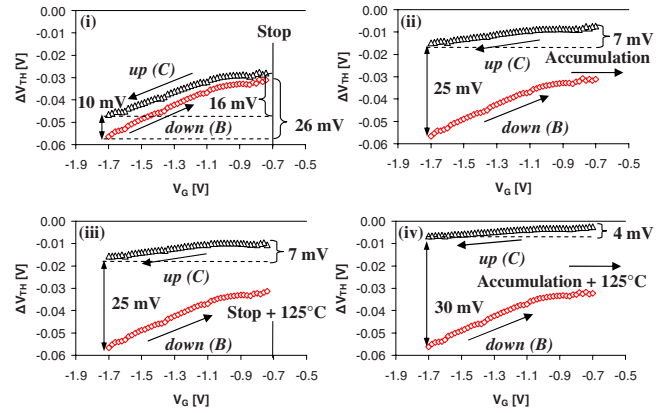 (i)
Stop
ΔV_TH [V]
0.00
-0.01
-0.02
-0.03
-0.04
-0.05
-0.06
up (C)
10 mV
16 mV
down (B)
26 mV
-1.7 -1.5 -1.3 -1.1 -0.9 -0.7 -0.5
V_G [V]
(ii)
ΔV_TH [V]
0.00
-0.01
-0.02
-0.03
-0.04
-0.05
-0.06
7 mV
up (C)
Accumulation
25 mV
down (B)
-1.7 -1.5 -1.3 -1.1 -0.9 -0.7 -0.5
V_G [V]
(iii)
ΔV_TH [V]
0.00
-0.01
-0.02
-0.03
-0.04
-0.05
-0.06
7 mV
up (C)
25 mV
Stop + 125°C
down (B)
-1.7 -1.5 -1.3 -1.1 -0.9 -0.7 -0.5
V_G [V]
(iv)
ΔV_TH [V]
0.00
-0.01
-0.02
-0.03
-0.04
-0.05
-0.06
4 mV
up (C)
Accumulation + 125°C
30 mV
down (B)
-1.7 -1.5 -1.3 -1.1 -0.9 -0.7 -0.5
V_G [V]